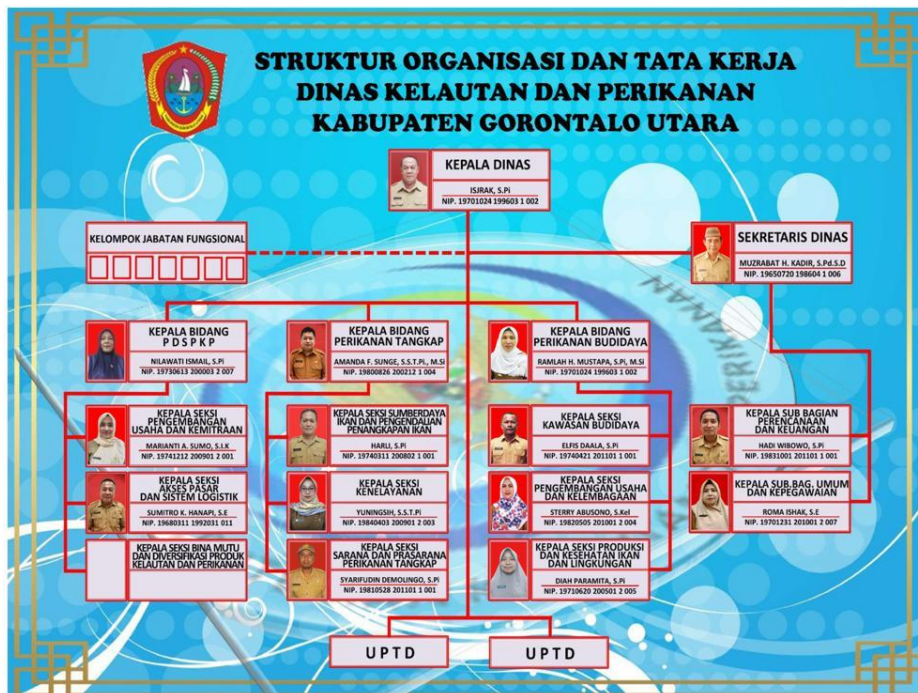 STRUKTUR ORGANISASI DAN TATA KERJA
DINAS KELAUTAN DAN PERIKANAN
KABUPATEN GORONTALO UTARA
KEPALA DINAS
ISJRAK, S.Pi
NIP. 19701024 199603 1 002
KELOMPOK JABATAN FUNGSIONAL
SEKRETARIS DINAS
MUZRABAT H. KADIR, S.Pd.S.D
NIP. 19650720 198604 1 006
KEPALA BIDANG
P D S P K P
NILAWATI ISMAIL, S.Pi
NIP. 19730613 200003 2 007
KEPALA BIDANG
PERIKANAN TANGKAP
AMANDA F. SUNGE, S.S.T.Pi., M.Si
NIP. 19800826 200212 1 004
KEPALA BIDANG
PERIKANAN BUDIDAYA
RAMLAH H. MUSTAPA, S.Pi, M.Si
NIP. 19701024 199603 1 002
PERIKANAN
KEPALA SEKSI
PENGEMBANGAN
USAHA DAN KEMITRAAN
MARIANTI A. SUMO, S.I.K
NIP. 19741212 200901 2 001
KEPALA SEKSI SUMBERDAYA
IKAN DAN PENGENDALIAN
PENANGKAPAN IKAN
HARLI, S.Pi
NIP. 19740311 200802 1 001
KEPALA SEKSI
KAWASAN BUDIDAYA
ELFIS DAALA, S.Pi
NIP. 19740421 201101 1 001
KEPALA SUB BAGIAN
PERENCANAAN
DAN KEUANGAN
HADI WIBOWO, S.Pi
NIP. 19831001 201101 1 001
KEPALA SEKSI
AKSES PASAR
DAN SISTEM LOGISTIK
SUMITRO K. HANAPI, S.E
NIP. 19680311 1992031 011
KEPALA SEKSI
KENELAYANAN
YUNINGSIH, S.S.T.Pi
NIP. 19840403 200901 2 003
KEPALA SEKSI
PENGEMBANGAN USAHA
DAN KELEMBAGAAN
STERRY ABUSONO, S.Kel
NIP. 19820505 201001 2 004
KEPALA SUB.BAG. UMUM
DAN KEPEGAWAIAN
ROMA ISHAK, S.E
NIP. 19701231 201001 2 007
KEPALA SEKSI BINA MUTU
DAN DIVERSIFIKASI PRODUK
KELAUTAN DAN PERIKANAN
KEPALA SEKSI
SARANA DAN PRASARANA
PERIKANAN TANGKAP
SYARIFUDIN DEMOLINGO, S.Pi
NIP. 19810528 201101 1 001
KEPALA SEKSI PRODUKSI
DAN KESEHATAN IKAN
DAN LINGKUNGAN
DIAH PARAMITA, S.Pi
NIP. 19710620 200501 2 005
U P T D
U P T D